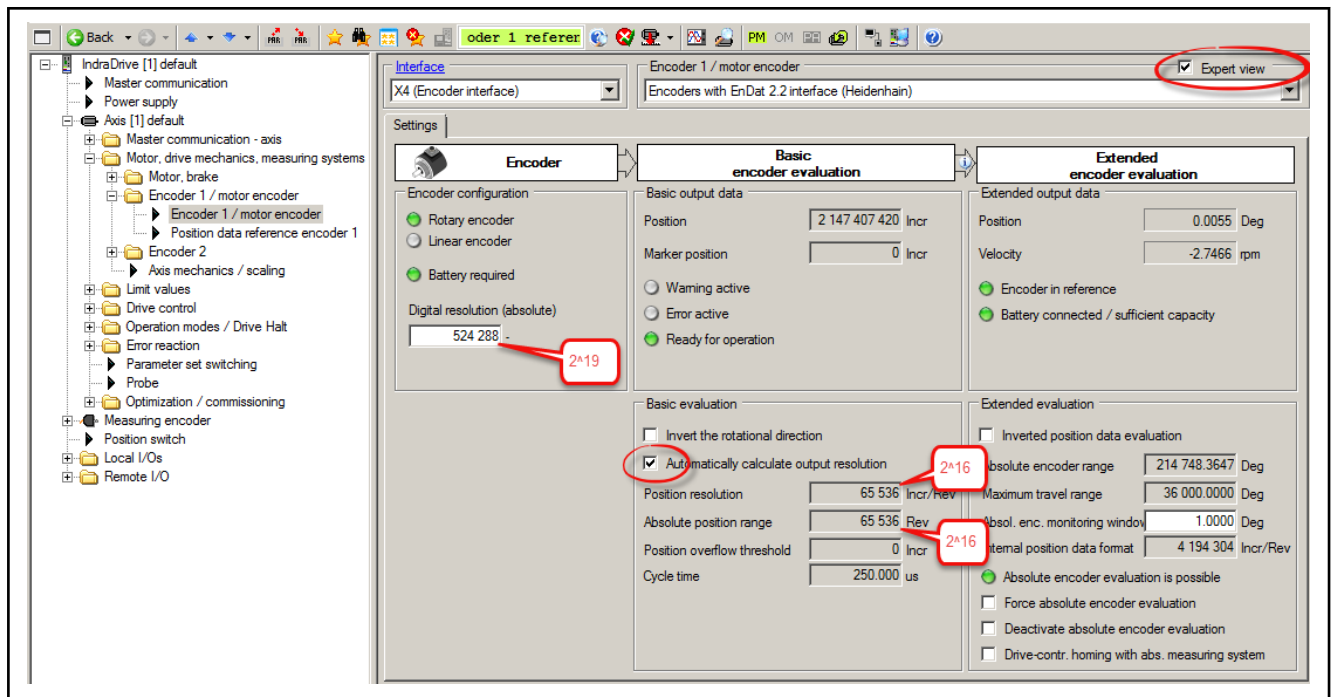 Back
PAR
PAR
oder 1 referer
PM
OM
IndraDrive [1] default
Master communication
Power supply
Axis [1] default
Master communication - axis
Motor, drive mechanics, measuring systems
Motor, brake
Encoder 1 / motor encoder
Encoder 1 / motor encoder
Position data reference encoder 1
Encoder 2
Axis mechanics / scaling
Limit values
Drive control
Operation modes / Drive Halt
Error reaction
Parameter set switching
Probe
Optimization / commissioning
Measuring encoder
Position switch
Local I/Os
Remote I/O
Interface
X4 (Encoder interface)
Encoder 1 / motor encoder
Expert view
Encoders with EnDat 2.2 interface (Heidenhain)
Settings
Encoder
Basic
encoder evaluation
Extended
encoder evaluation
Encoder configuration
Rotary encoder
Linear encoder
Battery required
Digital resolution (absolute)
524 288 -
2^19
Basic output data
Position 2 147 407 420 Incr
Marker position 0 Incr
Warning active
Error active
Ready for operation
Extended output data
Position 0.0055 Deg
Velocity -2.7466 rpm
Encoder in reference
Battery connected / sufficient capacity
Basic evaluation
Invert the rotational direction
Automatically calculate output resolution
2^16
Position resolution 65 536 Incr/Rev
Absolute position range 65 536 Rev
2^16
Position overflow threshold 0 Incr
Cycle time 250.000 us
Extended evaluation
Inverted position data evaluation
Absolute encoder range 214 748.3647 Deg
Maximum travel range 36 000.0000 Deg
Absol. enc. monitoring window 1.0000 Deg
Internal position data format 4 194 304 Incr/Rev
Absolute encoder evaluation is possible
Force absolute encoder evaluation
Deactivate absolute encoder evaluation
Drive-contr. homing with abs. measuring system